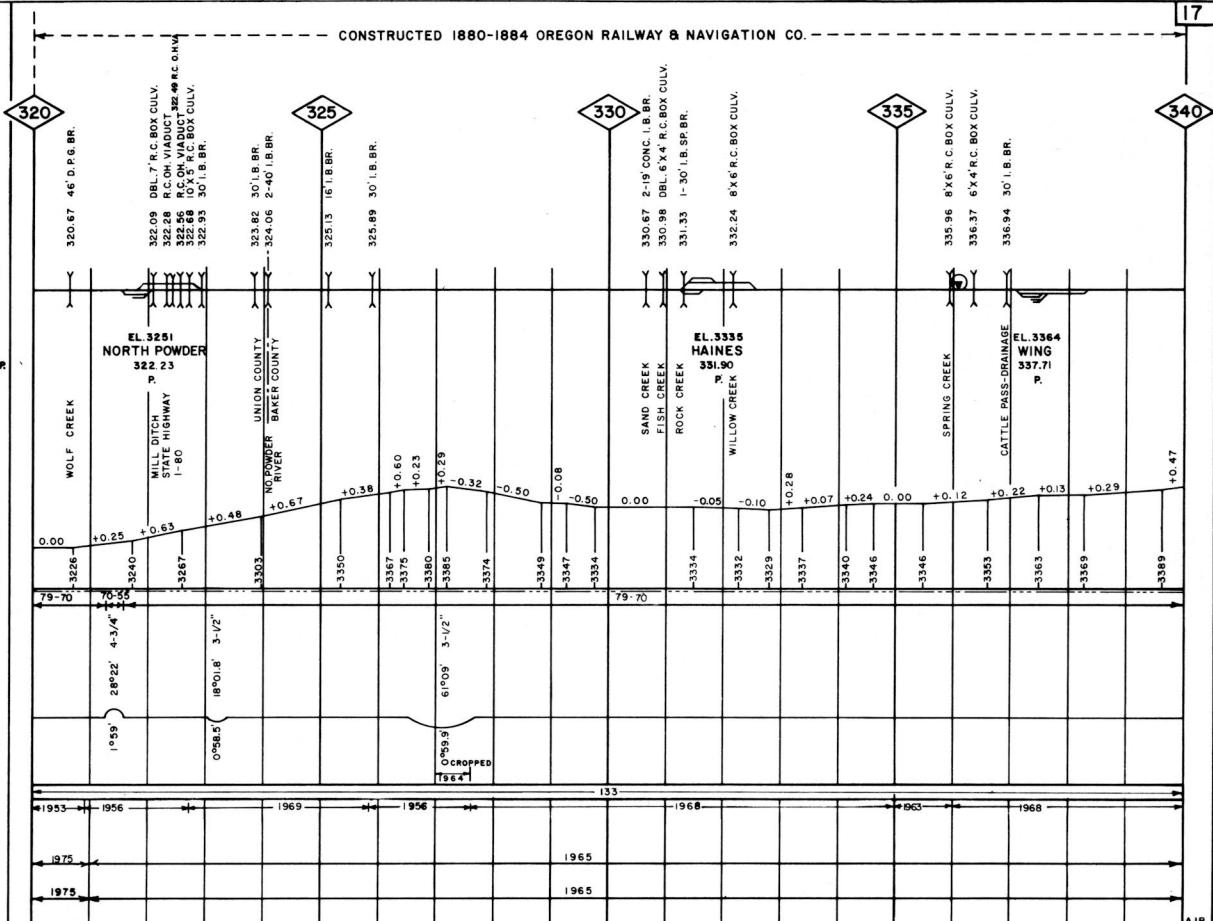 17
CONSTRUCTED 1880-1884 OREGON RAILWAY & NAVIGATION CO.
320
325
330
335
340
320.67 46' D.P.G. BR.
322.09 DBL. 7' R.C. BOX CULV.
322.28 R.C. OH. VIADUCT
322.49 R.C. O.H. VIA
322.56 R.C. OH. VIADUCT
322.68 10'X5' R.C. BOX CULV.
322.93 30' I.B. BR.
323.82 30' I.B. BR.
324.06 2-40' I.B. BR.
325.13 16' I.B. BR.
325.89 30' I.B. BR.
330.67 2-19' CONC. I.B. BR.
330.98 DBL. 6'X4' R.C. BOX CULV.
331.33 1-30' I.B. SP. BR.
332.24 8'X6' R.C. BOX CULV.
335.96 8'X6' R.C. BOX CULV.
336.37 6'X4' R.C. BOX CULV.
336.94 30' I.B. BR.
EL. 3251
NORTH POWDER
322.23
P.
EL. 3335
HAINES
331.90
P.
EL. 3364
WING
337.71
P.
WOLF CREEK
MILL DITCH
STATE HIGHWAY
I-80
UNION COUNTY
BAKER COUNTY
NO. POWDER
RIVER
SAND CREEK
FISH CREEK
ROCK CREEK
WILLOW CREEK
SPRING CREEK
CATTLE PASS-DRAINAGE
0.00 +0.25 +0.63 +0.48 +0.67 +0.38 +0.60 +0.23 +0.29 -0.32 -0.50 -0.08 -0.50 0.00 -0.05 -0.10 +0.28 +0.07 +0.24 0.00 +0.12 +.22 +0.13 +0.29 +0.47
3226 3240 3267 3303 3350 3367 3375 3380 3385 3374 3349 3347 3334 3334 3332 3329 3337 3340 3346 3346 3353 3363 3369 3389
79-70 70-55 79-70
28°22' 4-3/4"
18°01.8' 3-1/2"
61°09' 3-1/2"
1°59'
0°58.5'
0°59.9'
CROPPED
1964
133
1953 1956 1969 1956 1968 1963 1968
1975 1965
1975 1965